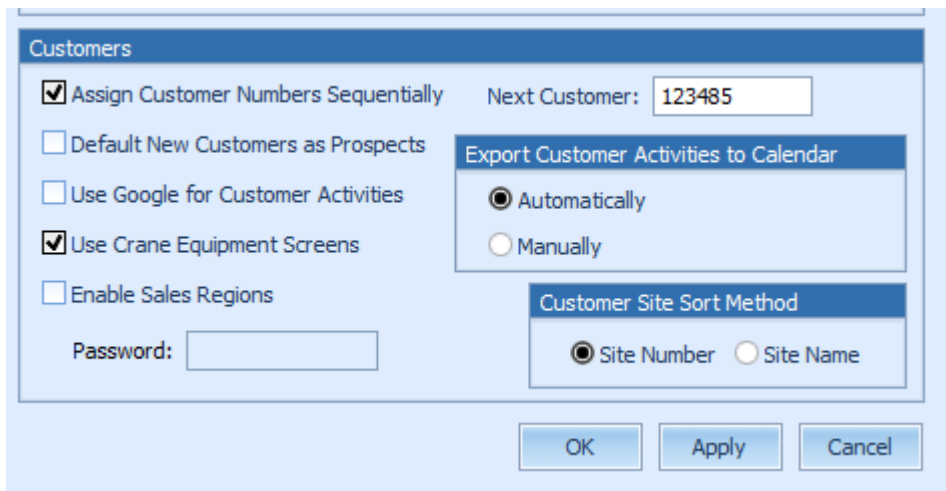 Customers
Assign Customer Numbers Sequentially
Next Customer: 123485
Default New Customers as Prospects
Use Google for Customer Activities
Use Crane Equipment Screens
Enable Sales Regions
Password:
Export Customer Activities to Calendar
Automatically
Manually
Customer Site Sort Method
Site Number Site Name
OK Apply Cancel